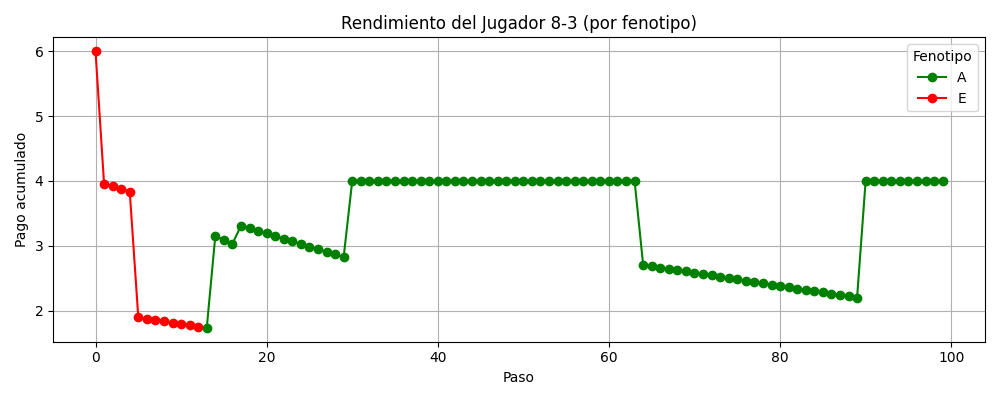 Rendimiento del Jugador 8-3 (por fenotipo)
Pago acumulado
6
5
4
3
2
0
20
40
60
80
100
Paso
Fenotipo
A
E